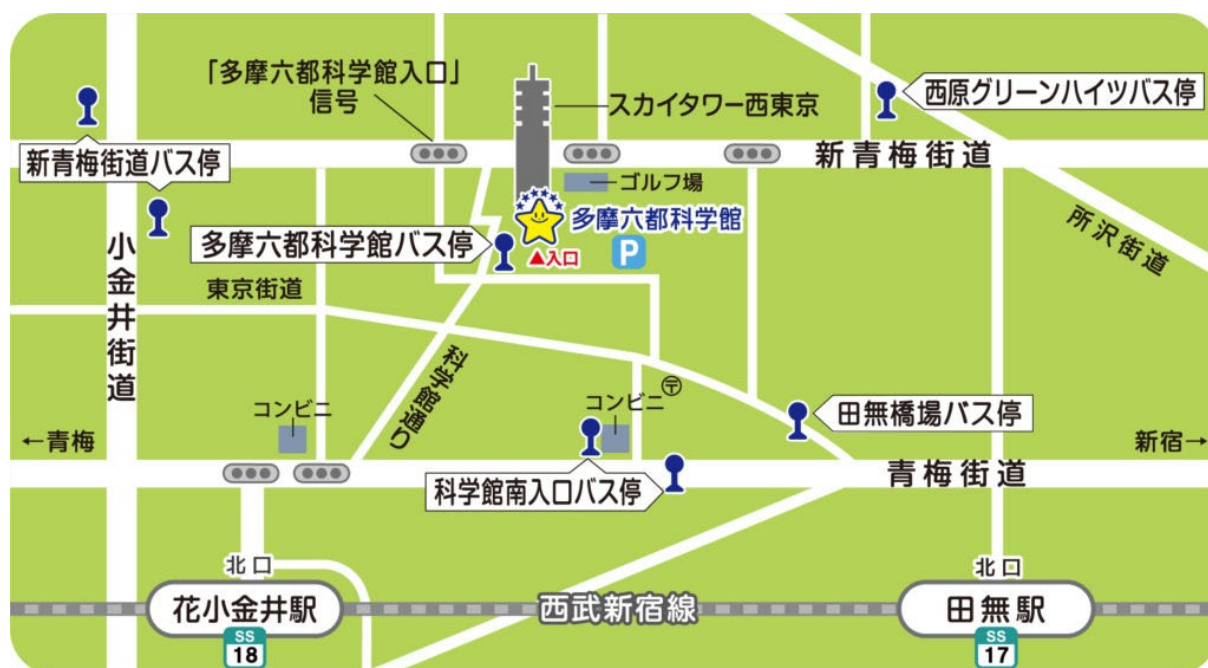 「多摩六都科学館入口」
信号
スカイタワー西東京
西原グリーンハイツバス停
新青梅街道バス停
新青梅街道
ゴルフ場
多摩六都科学館
多摩六都科学館バス停
▲入口
P
所沢街道
小金井街道
東京街道
科学館通り
〒
コンビニ
コンビニ
田無橋場バス停
←青梅
新宿→
科学館南入口バス停
青梅街道
北口
北口
花小金井駅
西武新宿線
田無駅
SS
18
SS
17